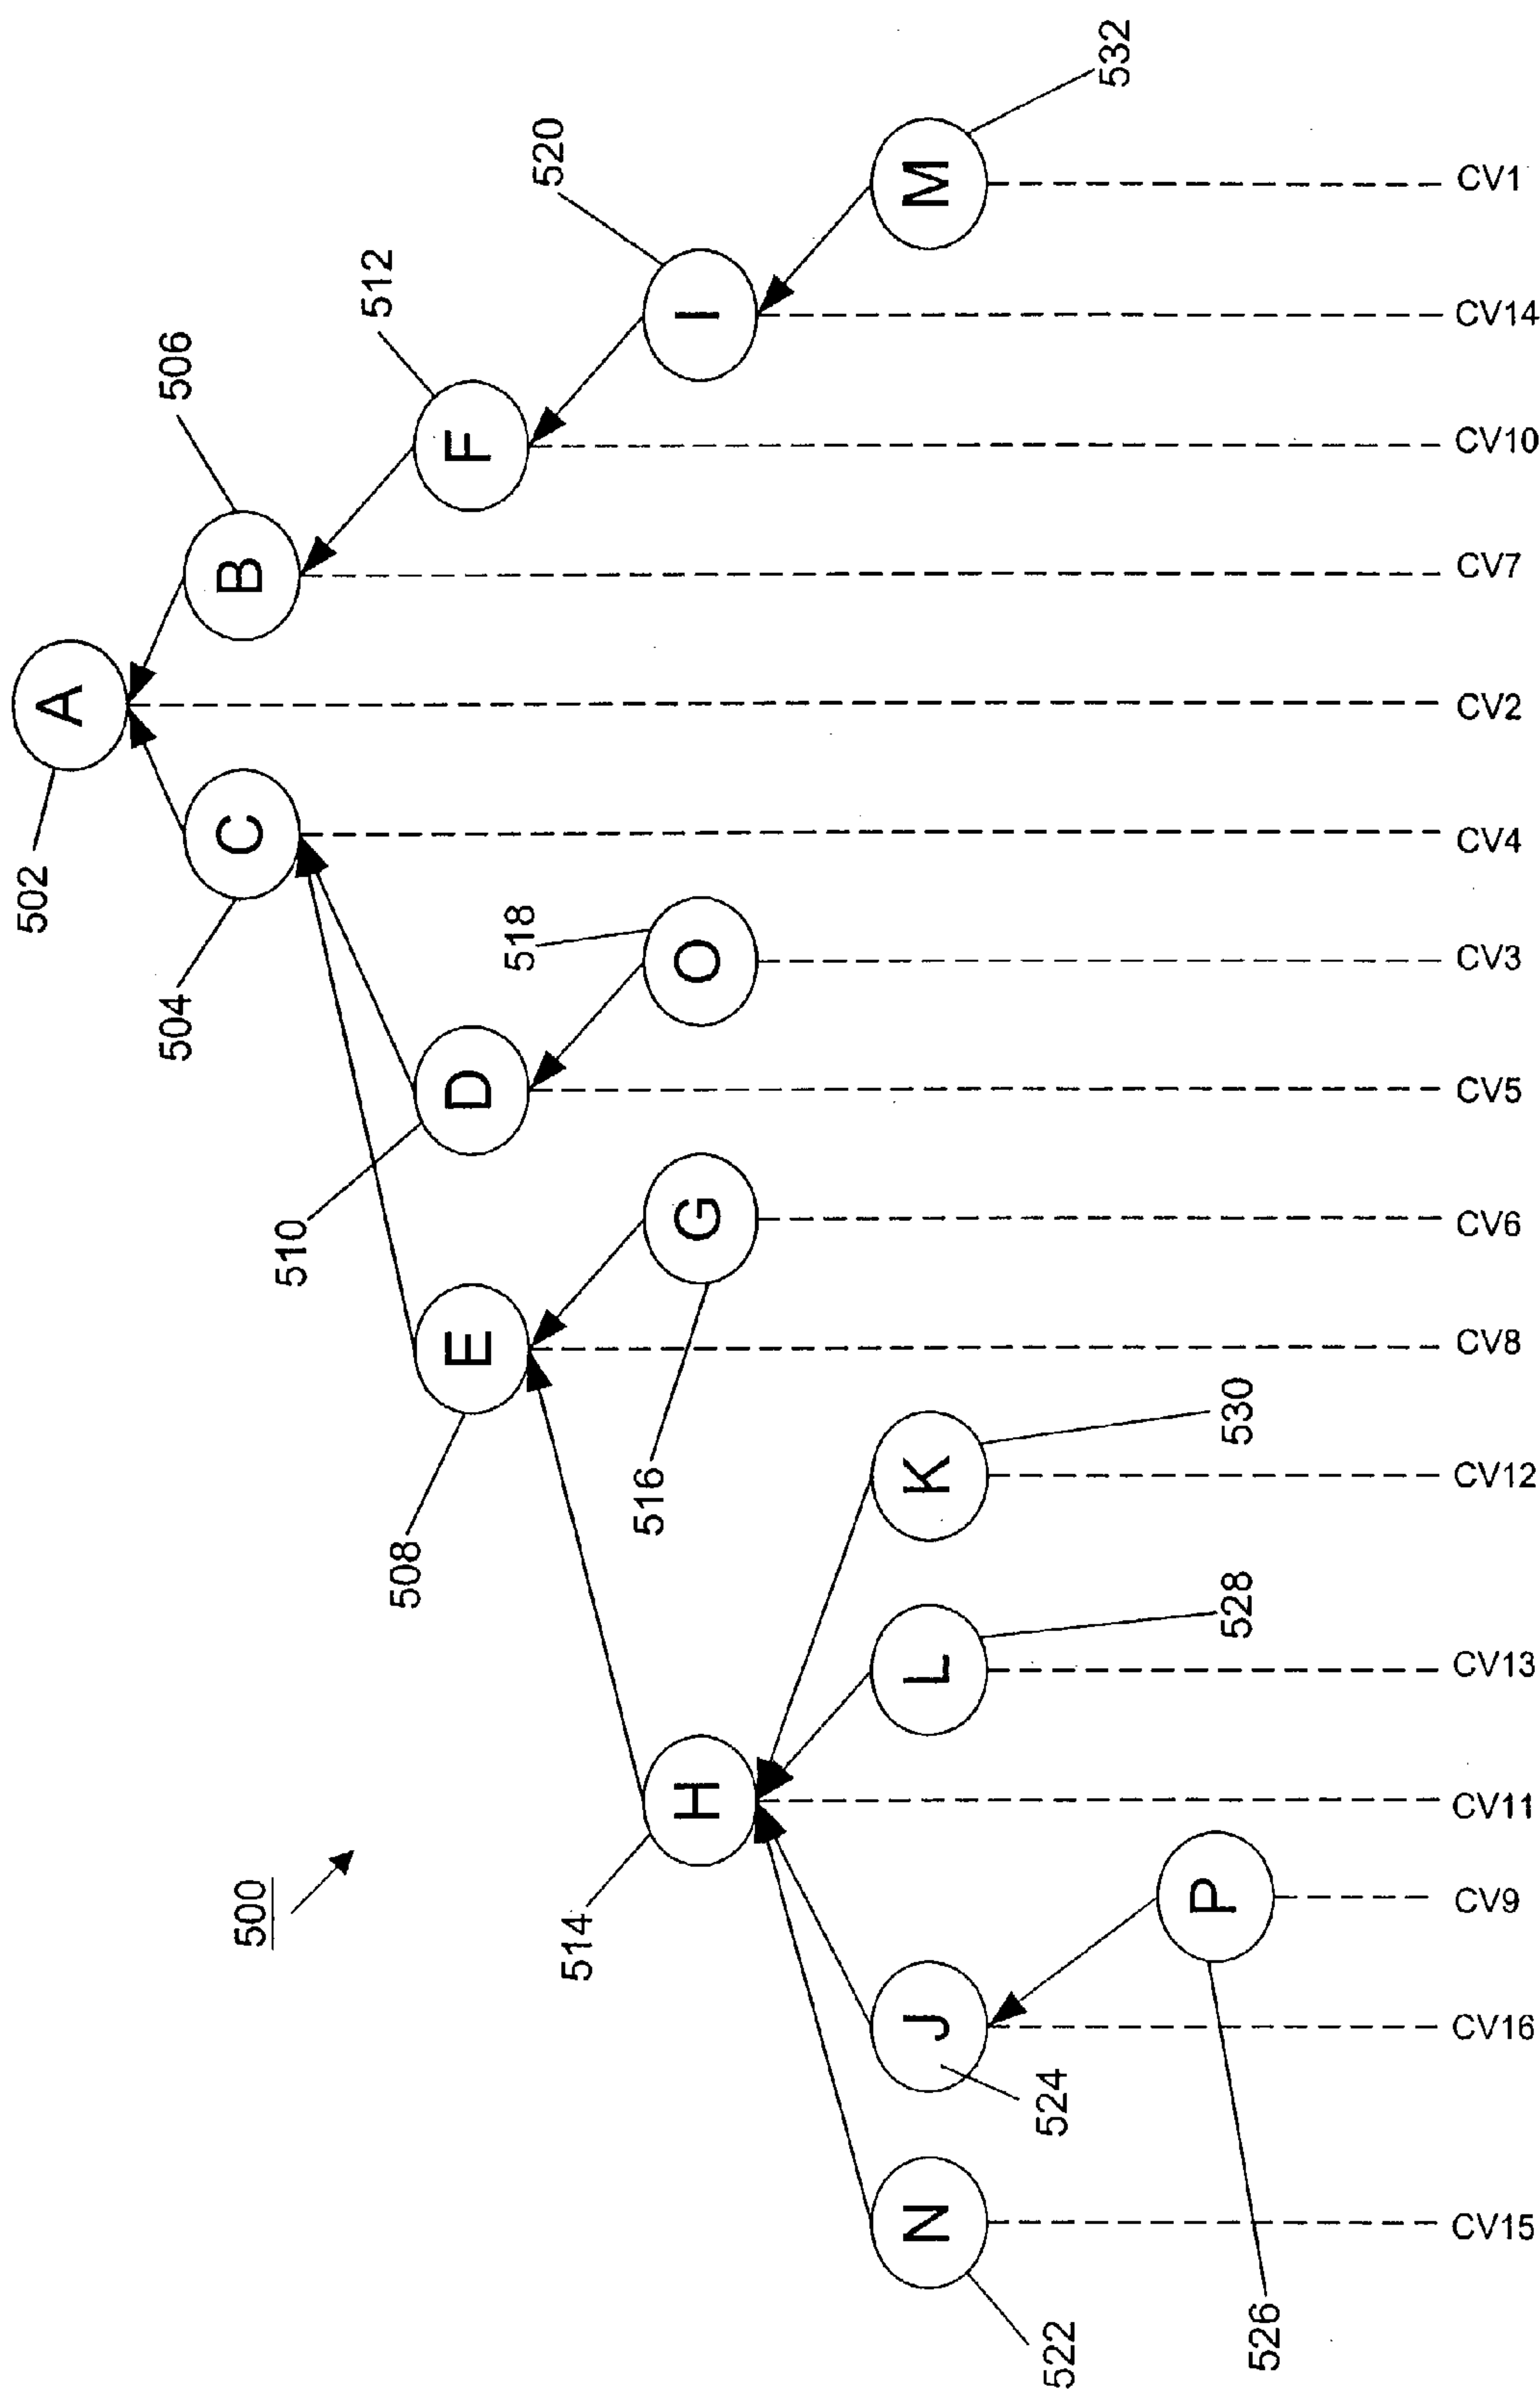 500
502
A
504
C
506
B
508
E
510
D
512
F
514
H
516
G
518
O
520
I
522
N
524
J
526
P
528
L
530
K
532
M
CV15
CV16
CV9
CV11
CV13
CV12
CV8
CV6
CV5
CV3
CV4
CV2
CV7
CV10
CV14
CV1